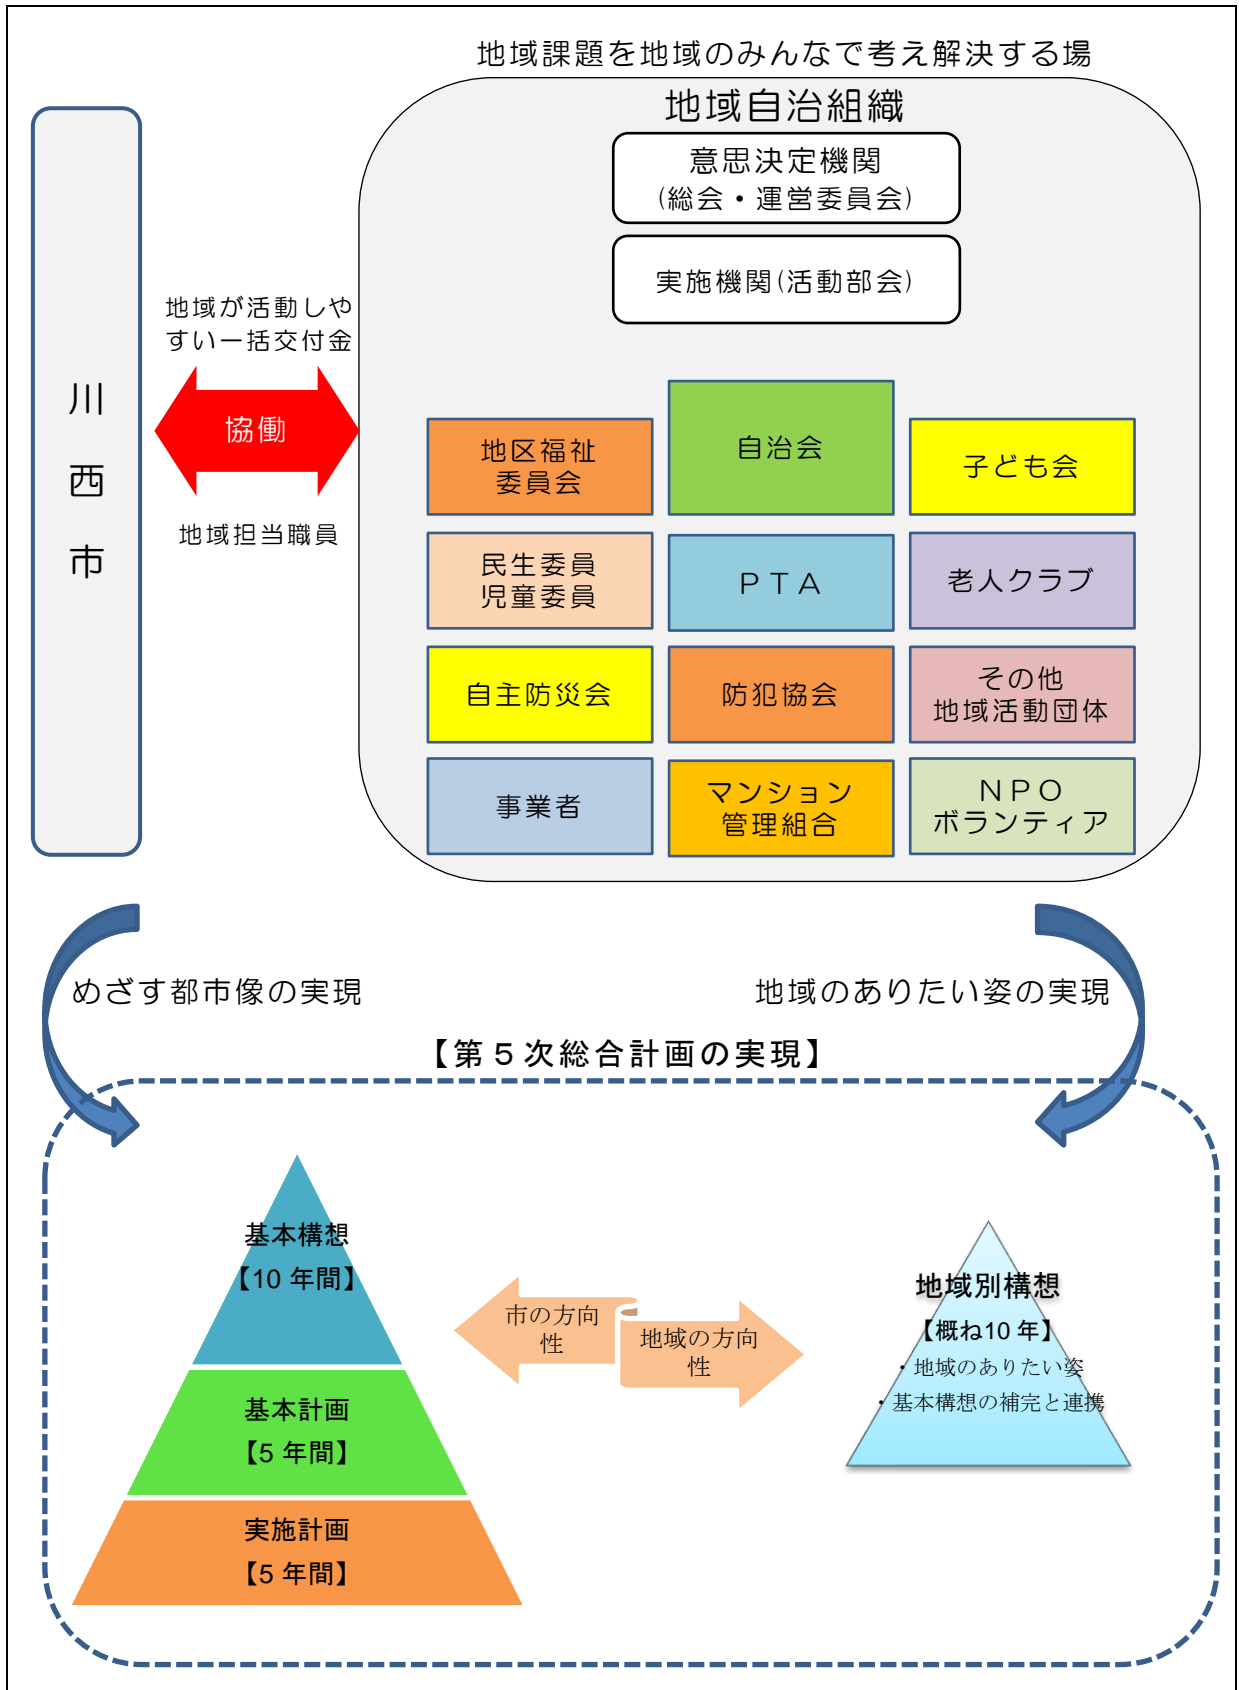 地域課題を地域のみんなで考え解決する場
地域自治組織
意思決定機関
(総会・運営委員会)
実施機関(活動部会)
川
西
市
地域が活動しや
すい一括交付金
協働
地域担当職員
地区福祉
委員会
自治会
子ども会
民生委員
児童委員
ＰＴＡ
老人クラブ
自主防災会
防犯協会
その他
地域活動団体
事業者
マンション
管理組合
ＮＰＯ
ボランティア
めざす都市像の実現
地域のありたい姿の実現
【第５次総合計画の実現】
基本構想
【10 年間】
基本計画
【5 年間】
実施計画
【5 年間】
市の方向
性
地域の方向
性
地域別構想
【概ね10 年】
・地域のありたい姿
・基本構想の補完と連携